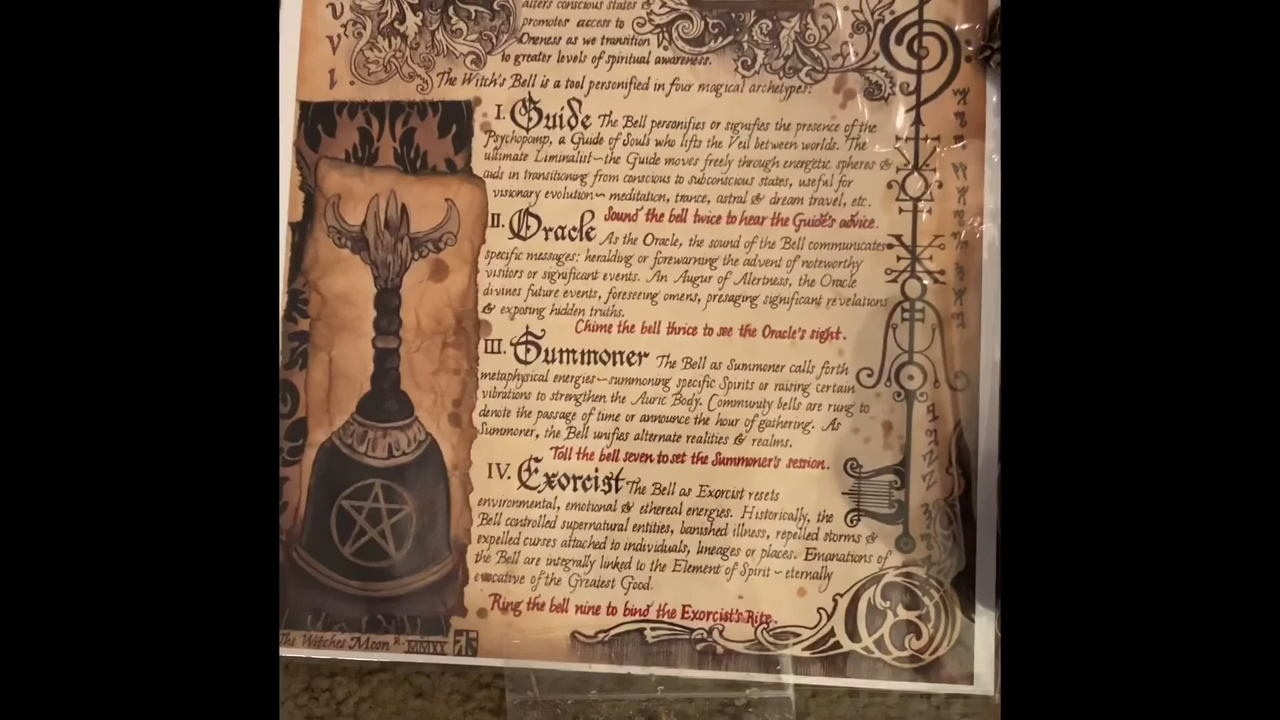 alters conscious states &
promotes access to
Oneness as we transition
to greater levels of spiritual awareness.
The Witch's Bell is a tool personified in four magical archetypes:
I. Guide The Bell personifies or signifies the presence of the
Psychopomp, a Guide of Souls who lifts the Veil between worlds. The
ultimate Liminalist~the Guide moves freely through energetic spheres &
aids in transitioning from conscious to subconscious states, useful for
visionary evolution~ meditation, trance, astral & dream travel, etc.
Sound the bell twice to hear the Guide's advice.
II. Oracle As the Oracle, the sound of the Bell communicates
specific messages: heralding or forewarning the advent of noteworthy
visitors or significant events. An Augur of Alertness, the Oracle
divines future events, foreseeing omens, presaging significant revelations
& exposing hidden truths.
Chime the bell thrice to see the Oracle's sight.
III. Summoner The Bell as Summoner calls forth
metaphysical energies~summoning specific Spirits or raising certain
vibrations to strengthen the Auric Body. Community bells are rung to
denote the passage of time or announce the hour of gathering. As
Summoner, the Bell unifies alternate realities & realms.
Toll the bell seven to set the Summoner's session.
IV. Exorcist The Bell as Exorcist resets
environmental, emotional & ethereal energies. Historically, the
Bell controlled supernatural entities, banished illness, repelled storms &
expelled curses attached to individuals, lineages or places. Emanations of
the Bell are integrally linked to the Element of Spirit ~ eternally
evocative of the Greatest Good.
Ring the bell nine to bind the Exorcist's Rite.
The Witches Moon R. MMXX